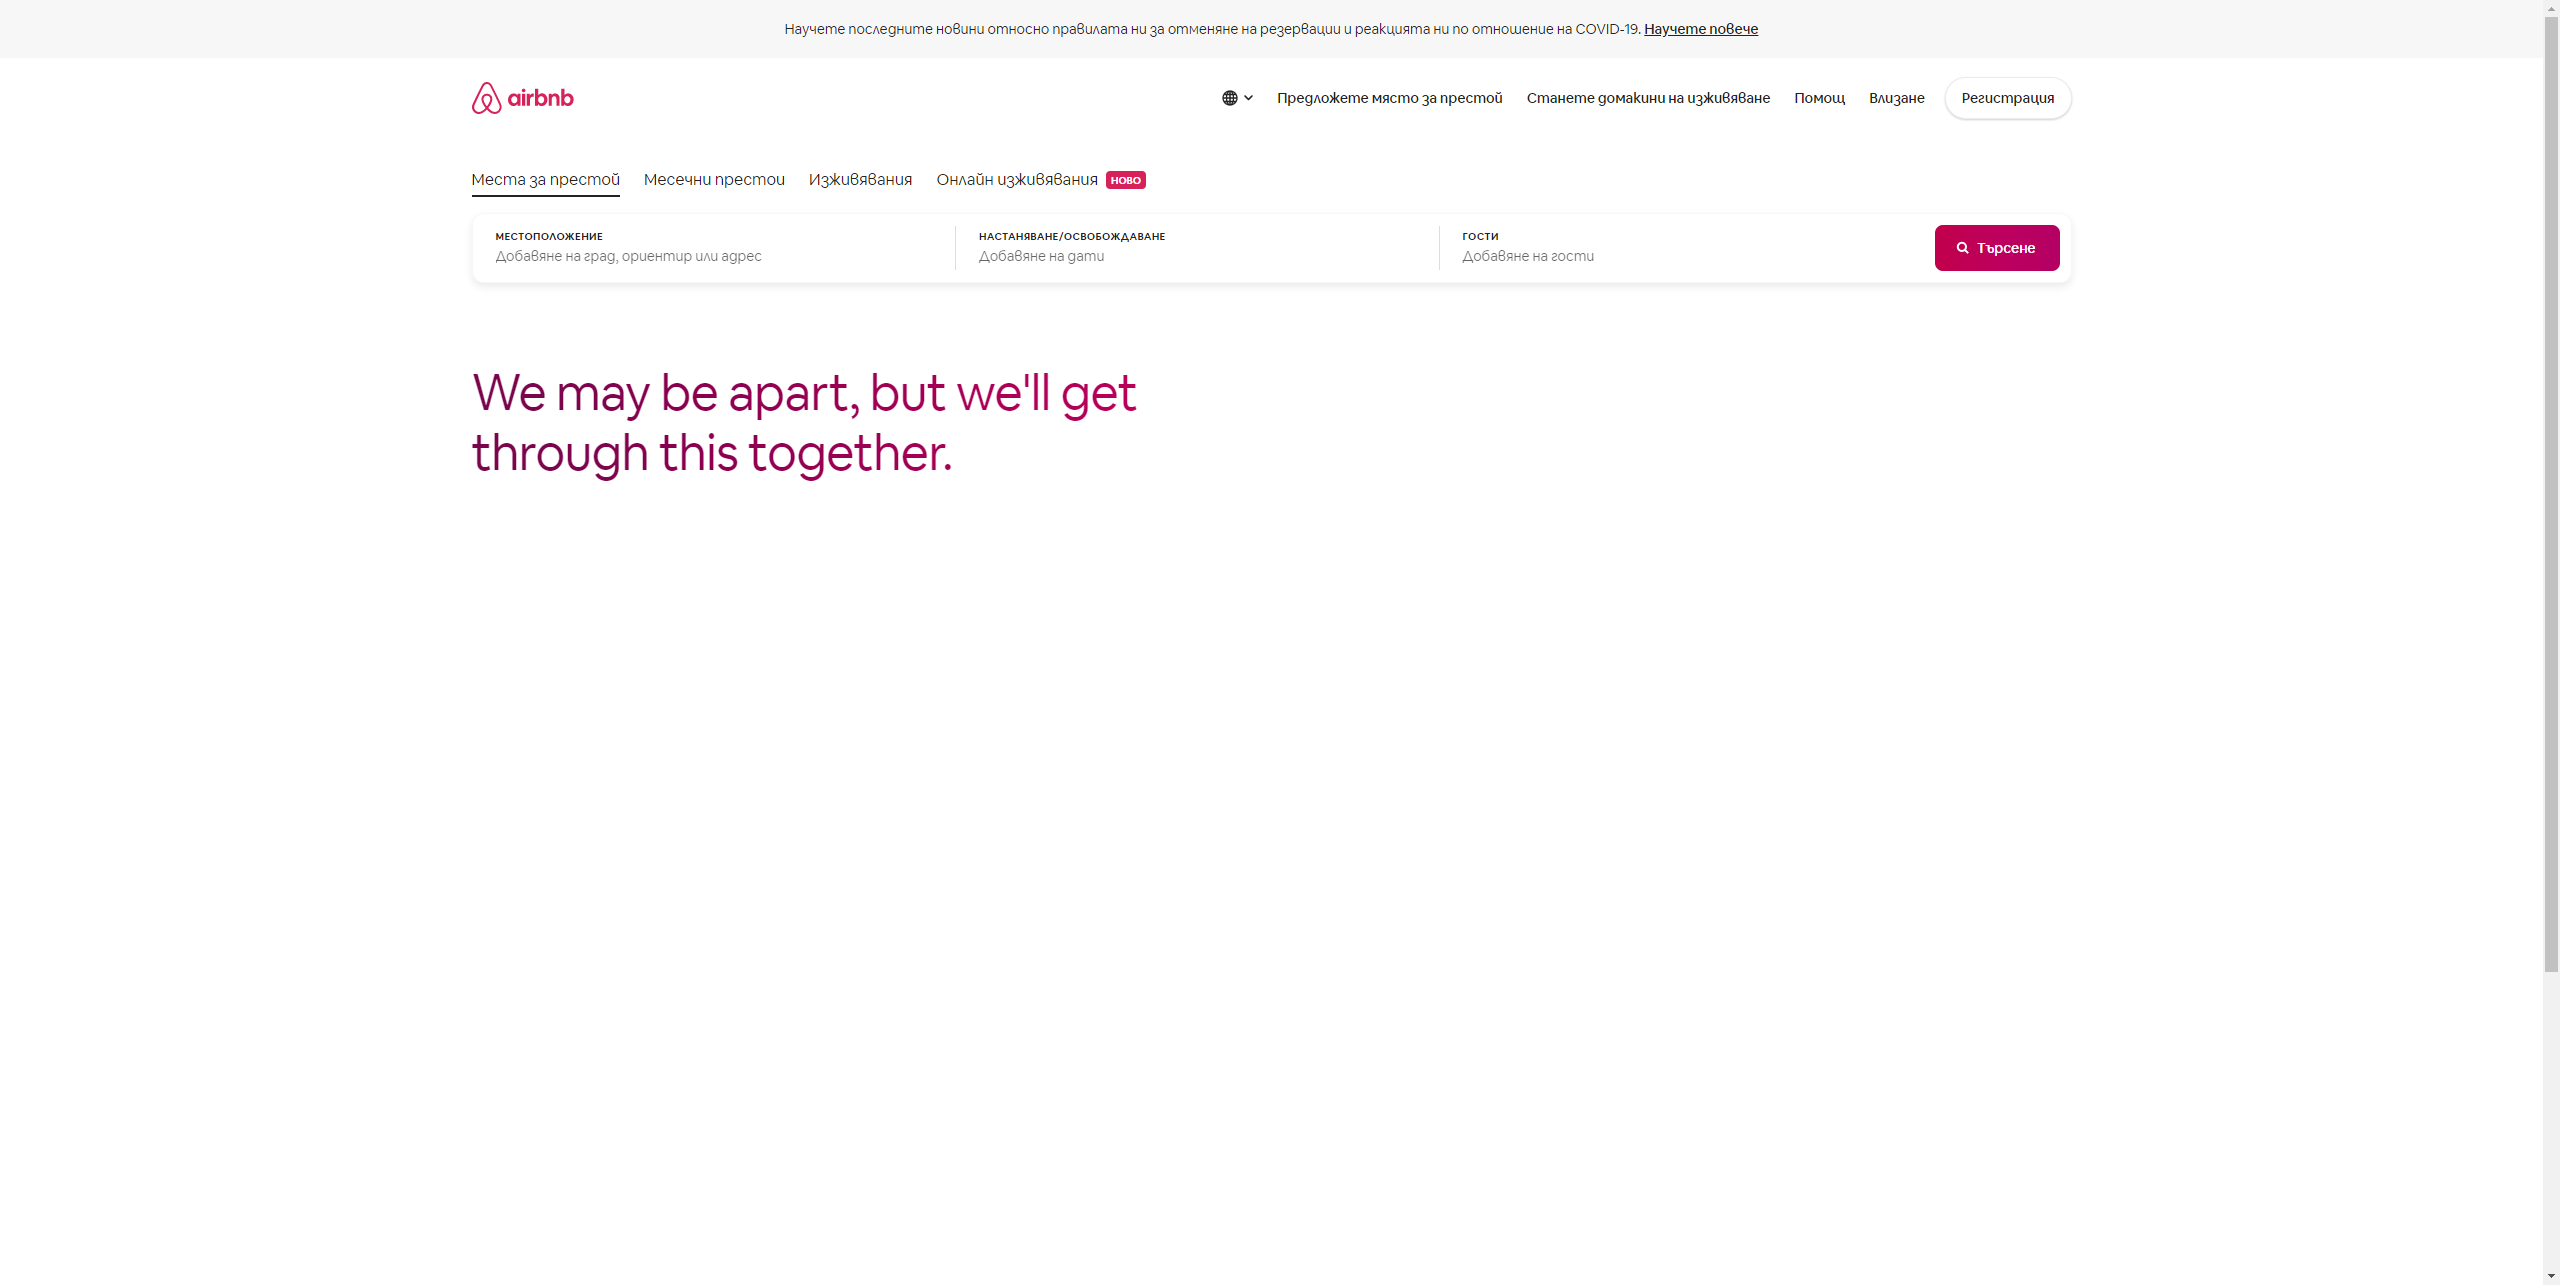 Научете последните новини относно правилата ни за отменяне на резервации и реакцията ни по отношение на COVID-19. Научете повече
airbnb
Предложете място за престой
Станете домакини на изживяване
Помощ
Влизане
Регистрация
Места за престой
Месечни престои
Изживявания
Онлайн изживявания
НОВО
МЕСТОПОЛОЖЕНИЕ
Добавяне на град, ориентир или адрес
НАСТАНЯВАНЕ/ОСВОБОЖДАВАНЕ
Добавяне на дати
ГОСТИ
Добавяне на гости
Търсене
We may be apart, but we'll get
through this together.